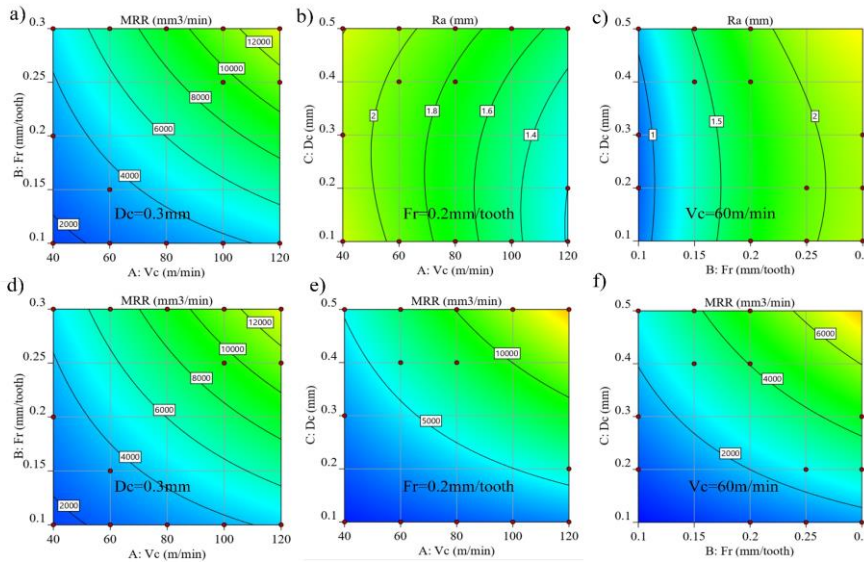 a)
MRR (mm3/min)
B: Fr (mm/tooth)
0.3
0.25
0.2
0.15
0.1
12000
10000
8000
6000
4000
2000
Dc=0.3mm
40 60 80 100 120
A: Vc (m/min)
b)
Ra (mm)
C: Dc (mm)
0.5
0.4
0.3
0.2
0.1
2
1.8
1.6
1.4
Fr=0.2mm/tooth
40 60 80 100 120
A: Vc (m/min)
c)
Ra (mm)
C: Dc (mm)
0.5
0.4
0.3
0.2
0.1
1
1.5
2
Vc=60m/min
0.1 0.15 0.2 0.25 0.
B: Fr (mm/tooth)
d)
MRR (mm3/min)
B: Fr (mm/tooth)
0.3
0.25
0.2
0.15
0.1
12000
10000
8000
6000
4000
2000
Dc=0.3mm
40 60 80 100 120
A: Vc (m/min)
e)
MRR (mm3/min)
C: Dc (mm)
0.5
0.4
0.3
0.2
0.1
10000
5000
Fr=0.2mm/tooth
40 60 80 100 120
A: Vc (m/min)
f)
MRR (mm3/min)
C: Dc (mm)
0.5
0.4
0.3
0.2
0.1
6000
4000
2000
Vc=60m/min
0.1 0.15 0.2 0.25 0.
B: Fr (mm/tooth)